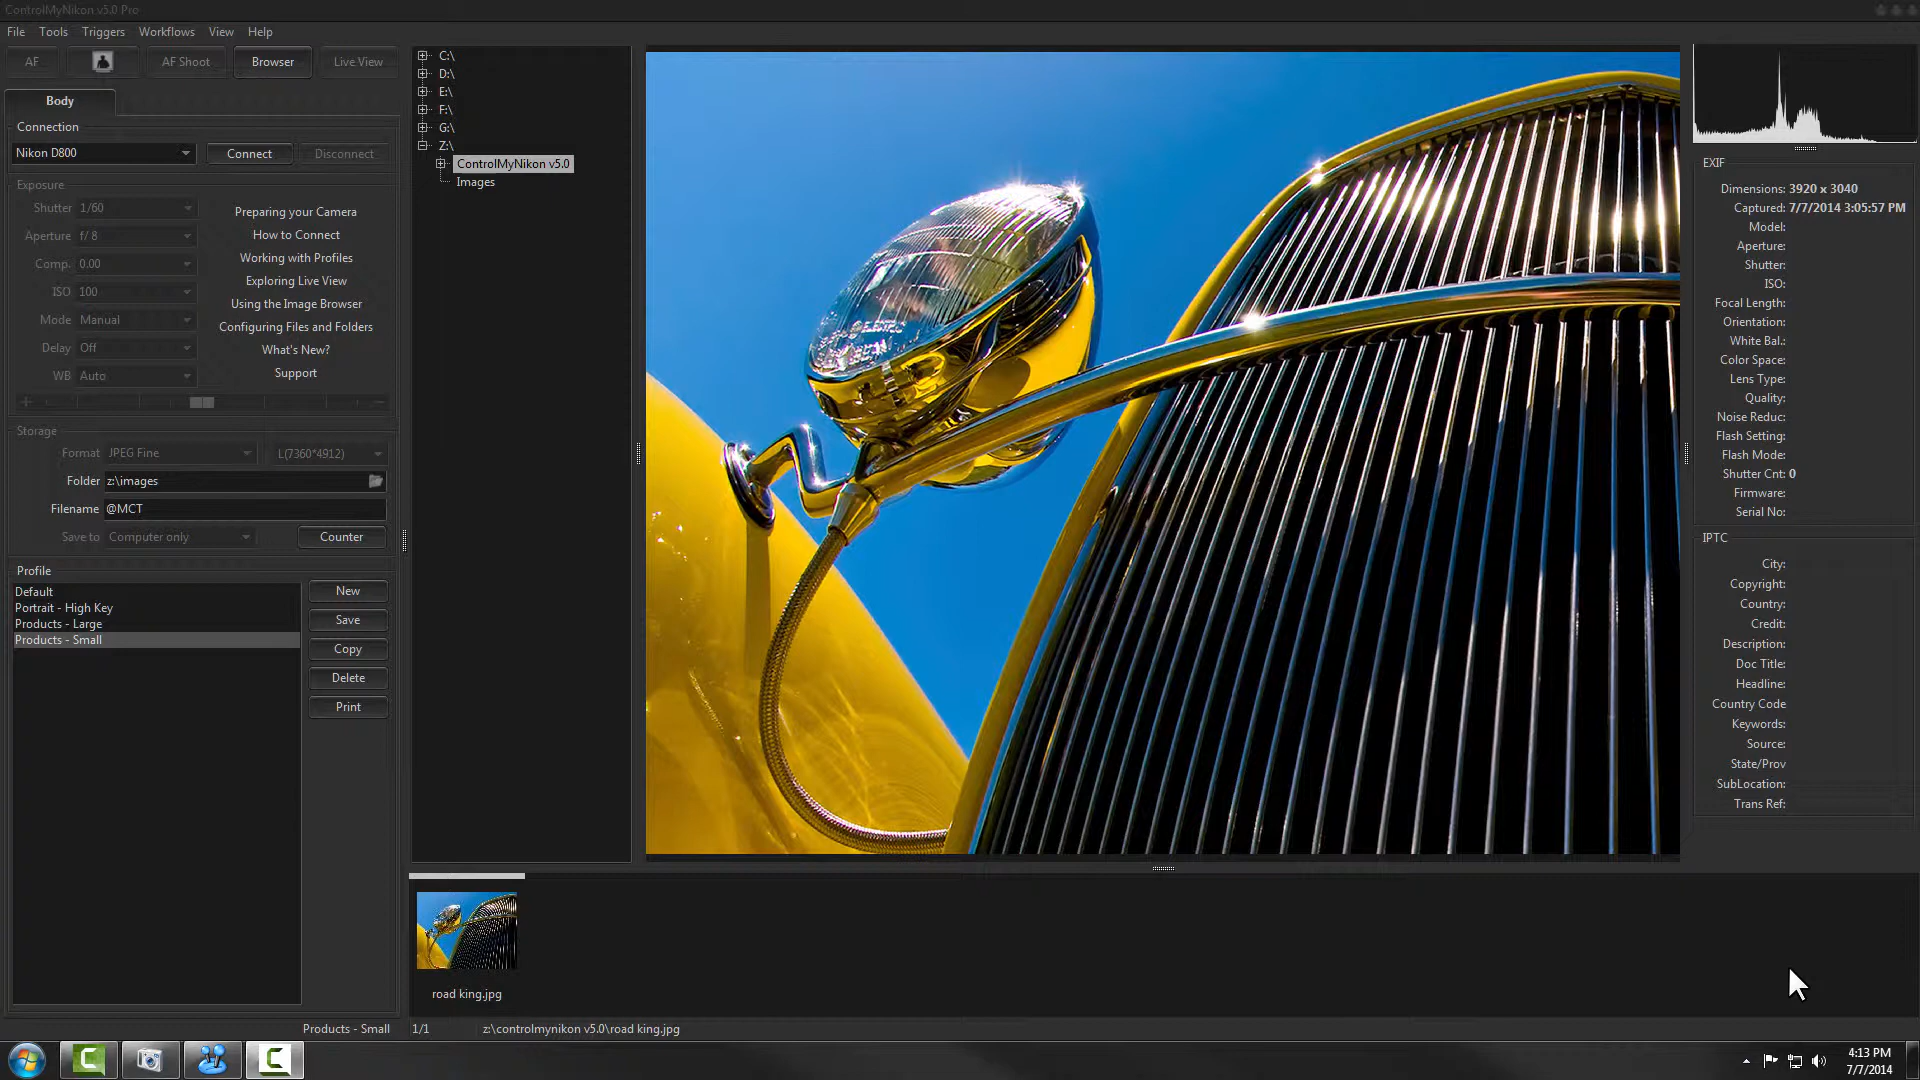 ControlMyNikon v5.0 Pro
File Tools Triggers Workflows View Help
AF AF Shoot Browser Live View
Body
Connection
Nikon D800 Connect Disconnect
Exposure
Shutter 1/60
Aperture f/ 8
Comp. 0.00
ISO 100
Mode Manual
Delay Off
WB Auto
Preparing your Camera
How to Connect
Working with Profiles
Exploring Live View
Using the Image Browser
Configuring Files and Folders
What's New?
Support
Storage
Format JPEG Fine L(7360*4912)
Folder z:\images
Filename @MCT
Save to Computer only Counter
Profile
Default
Portrait - High Key
Products - Large
Products - Small
New
Save
Copy
Delete
Print
Products - Small
C:\
D:\
E:\
F:\
G:\
Z:\
ControlMyNikon v5.0
Images
EXIF
Dimensions: 3920 x 3040
Captured: 7/7/2014 3:05:57 PM
Model:
Aperture:
Shutter:
ISO:
Focal Length:
Orientation:
White Bal.:
Color Space:
Lens Type:
Quality:
Noise Reduc:
Flash Setting:
Flash Mode:
Shutter Cnt: 0
Firmware:
Serial No:
IPTC
City:
Copyright:
Country:
Credit:
Description:
Doc Title:
Headline:
Country Code
Keywords:
Source:
State/Prov
SubLocation:
Trans Ref:
road king.jpg
1/1 z:\controlmynikon v5.0\road king.jpg
4:13 PM
7/7/2014